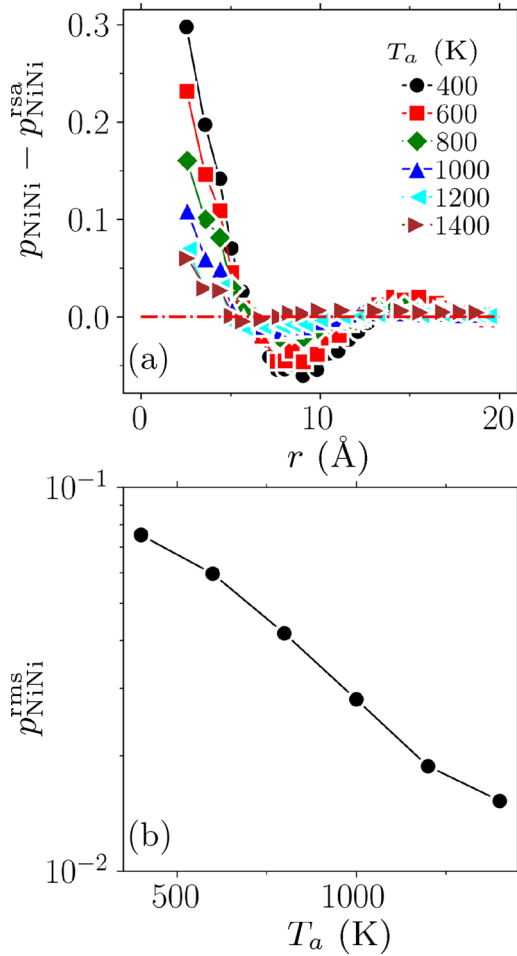 0.3
0.2
0.1
0.0
p_NiNi − p_NiNi^rsa
T_a (K)
400
600
800
1000
1200
1400
(a)
0 10 20
r (Å)
10^−1
10^−2
p_NiNi^rms
(b)
500 1000
T_a (K)